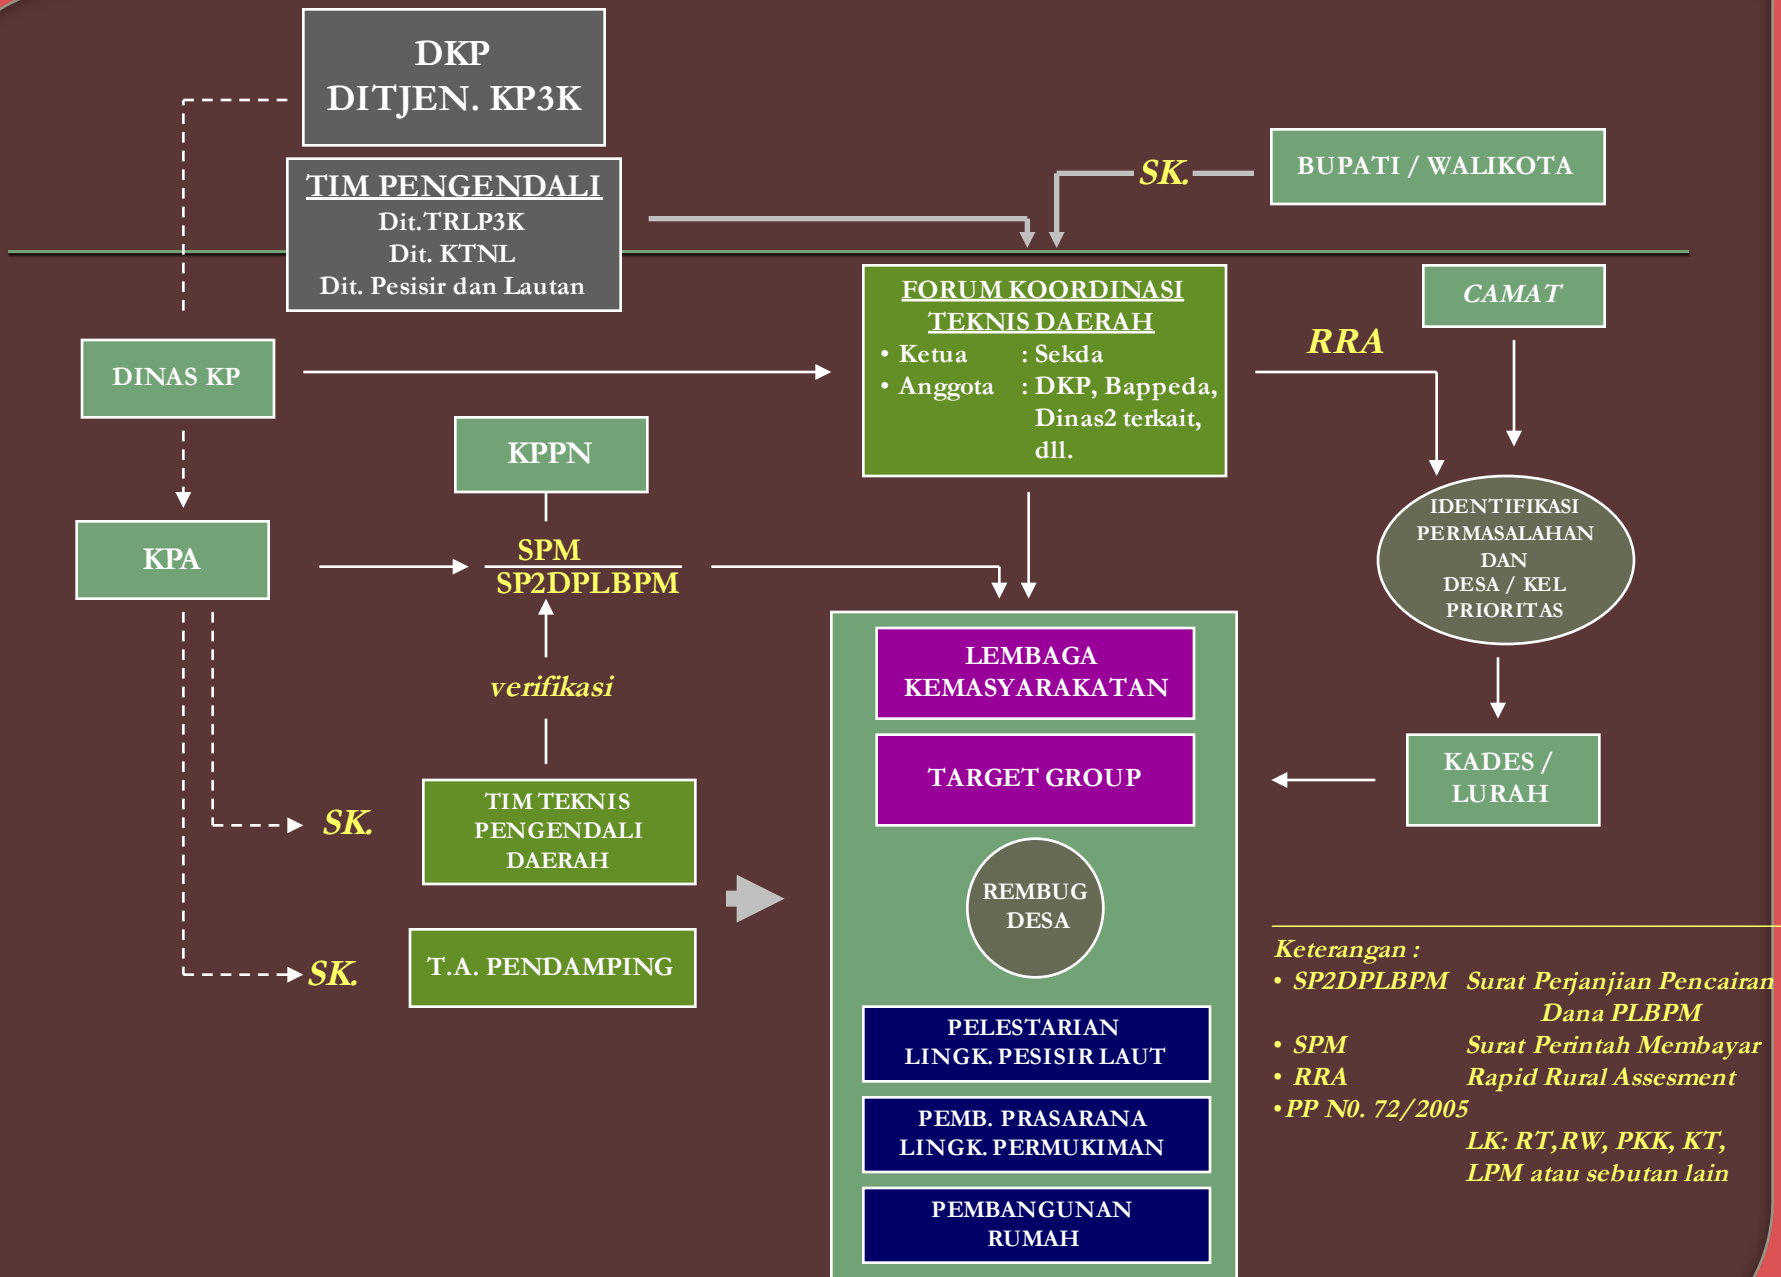 DKP
DITJEN. KP3K
TIM PENGENDALI
Dit.TRLP3K
Dit. KTNL
Dit. Pesisir dan Lautan
SK.
BUPATI / WALIKOTA
FORUM KOORDINASI
TEKNIS DAERAH
• Ketua : Sekda
• Anggota : DKP, Bappeda,
Dinas2 terkait,
dll.
CAMAT
RRA
DINAS KP
KPPN
KPA
SPM
SP2DPLBPM
verifikasi
IDENTIFIKASI
PERMASALAHAN
DAN
DESA / KEL
PRIORITAS
LEMBAGA
KEMASYARAKATAN
TARGET GROUP
KADES /
LURAH
SK.
TIM TEKNIS
PENGENDALI
DAERAH
REMBUG
DESA
SK.
T.A. PENDAMPING
PELESTARIAN
LINGK. PESISIR LAUT
PEMB. PRASARANA
LINGK. PERMUKIMAN
PEMBANGUNAN
RUMAH
Keterangan :
• SP2DPLBPM Surat Perjanjian Pencairan
Dana PLBPM
• SPM Surat Perintah Membayar
• RRA Rapid Rural Assesment
•PP N0. 72/2005
LK: RT,RW, PKK, KT,
LPM atau sebutan lain